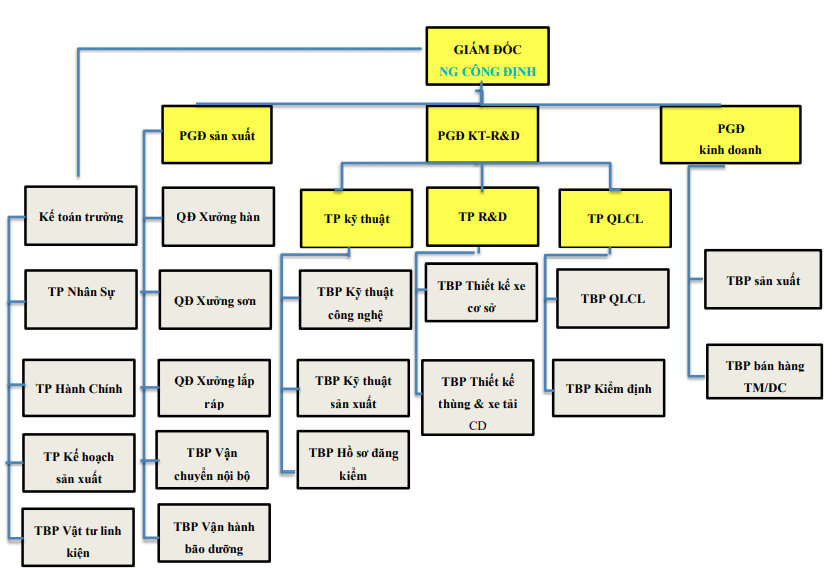 GIÁM ĐỐC
NG CÔNG ĐỊNH
PGĐ sản xuất
PGĐ KT-R&D
PGĐ
kinh doanh
Kế toán trưởng
QĐ Xưởng hàn
TP kỹ thuật
TP R&D
TP QLCL
TP Nhân Sự
QĐ Xưởng sơn
TBP Kỹ thuật
công nghệ
TBP Thiết kế xe
cơ sở
TBP QLCL
TBP sản xuất
TP Hành Chính
QĐ Xưởng lắp
ráp
TBP Kỹ thuật
sản xuất
TBP Thiết kế
thùng & xe tải
CD
TBP Kiểm định
TBP bán hàng
TM/DC
TP Kế hoạch
sản xuất
TBP Vận
chuyển nội bộ
TBP Hồ sơ đăng
kiểm
TBP Vật tư linh
kiện
TBP Vận hành
bão dưỡng